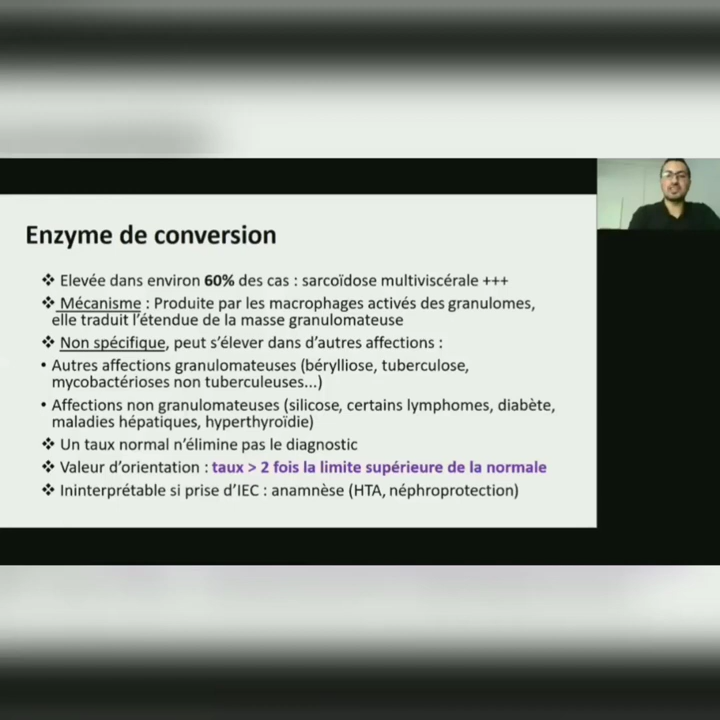 Enzyme de conversion
❖ Elevée dans environ 60% des cas : sarcoïdose multiviscérale +++
❖ Mécanisme : Produite par les macrophages activés des granulomes,
elle traduit l'étendue de la masse granulomateuse
❖ Non spécifique, peut s'élever dans d'autres affections :
• Autres affections granulomateuses (bérylliose, tuberculose,
mycobactérioses non tuberculeuses...)
• Affections non granulomateuses (silicose, certains lymphomes, diabète,
maladies hépatiques, hyperthyroïdie)
❖ Un taux normal n'élimine pas le diagnostic
❖ Valeur d'orientation : taux > 2 fois la limite supérieure de la normale
❖ Ininterprétable si prise d'IEC : anamnèse (HTA, néphroprotection)